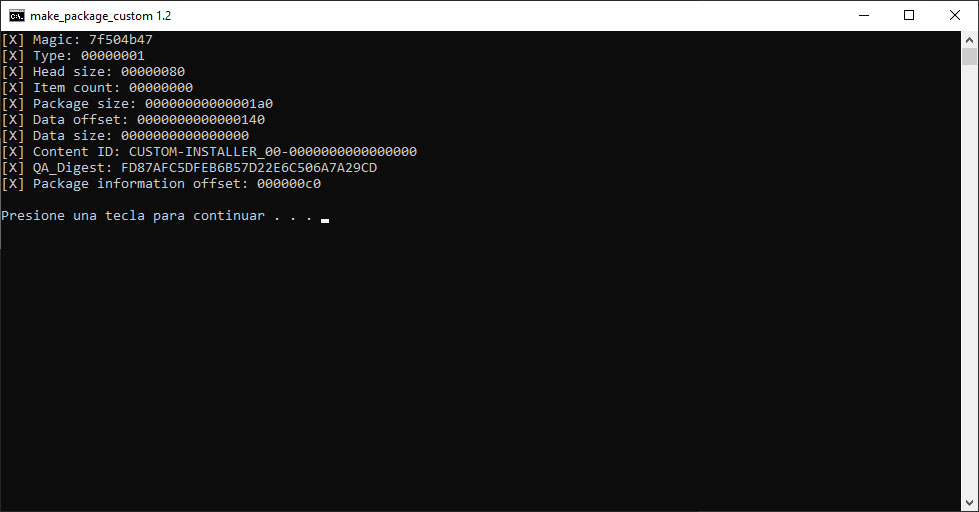 make_package_custom 1.2
[X] Magic: 7f504b47
[X] Type: 00000001
[X] Head size: 00000080
[X] Item count: 00000000
[X] Package size: 00000000000001a0
[X] Data offset: 0000000000000140
[X] Data size: 0000000000000000
[X] Content ID: CUSTOM-INSTALLER_00-0000000000000000
[X] QA_Digest: FD87AFC5DFEB6B57D22E6C506A7A29CD
[X] Package information offset: 000000c0
Presione una tecla para continuar . . .